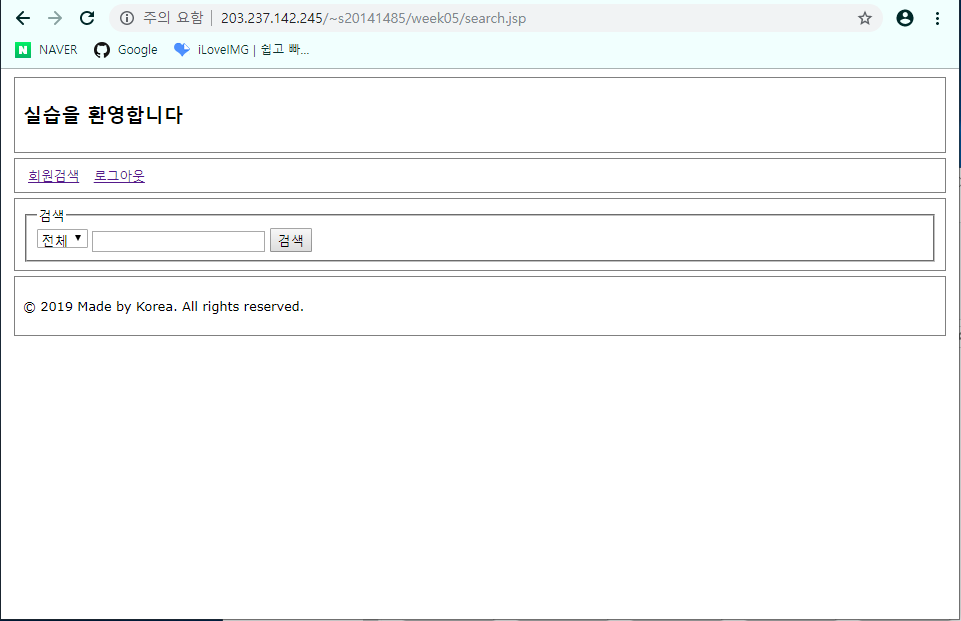 주의 요함 | 203.237.142.245/~s20141485/week05/search.jsp
NAVER Google iLoveIMG | 쉽고 빠...
실습을 환영합니다
회원검색 로그아웃
검색
전체 검색
© 2019 Made by Korea. All rights reserved.